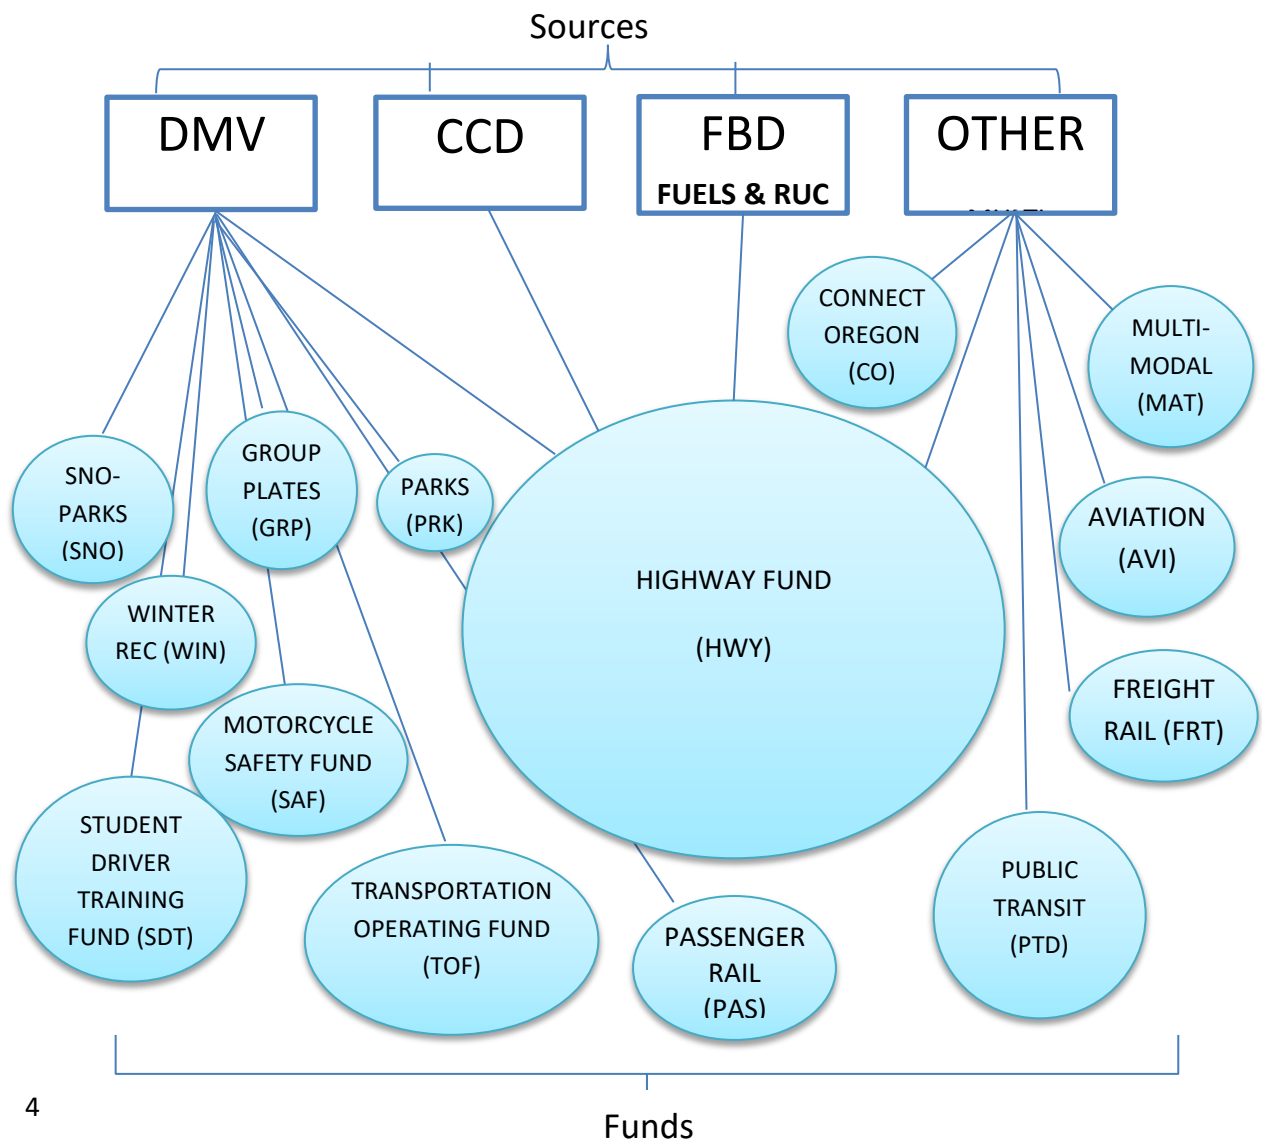 Sources
DMV
CCD
FBD
FUELS & RUC
OTHER
CONNECT
OREGON
(CO)
MULTI-
MODAL
(MAT)
SNO-
PARKS
(SNO)
GROUP
PLATES
(GRP)
PARKS
(PRK)
AVIATION
(AVI)
HIGHWAY FUND
(HWY)
WINTER
REC (WIN)
FREIGHT
RAIL (FRT)
MOTORCYCLE
SAFETY FUND
(SAF)
STUDENT
DRIVER
TRAINING
FUND (SDT)
TRANSPORTATION
OPERATING FUND
(TOF)
PASSENGER
RAIL
(PAS)
PUBLIC
TRANSIT
(PTD)
4
Funds